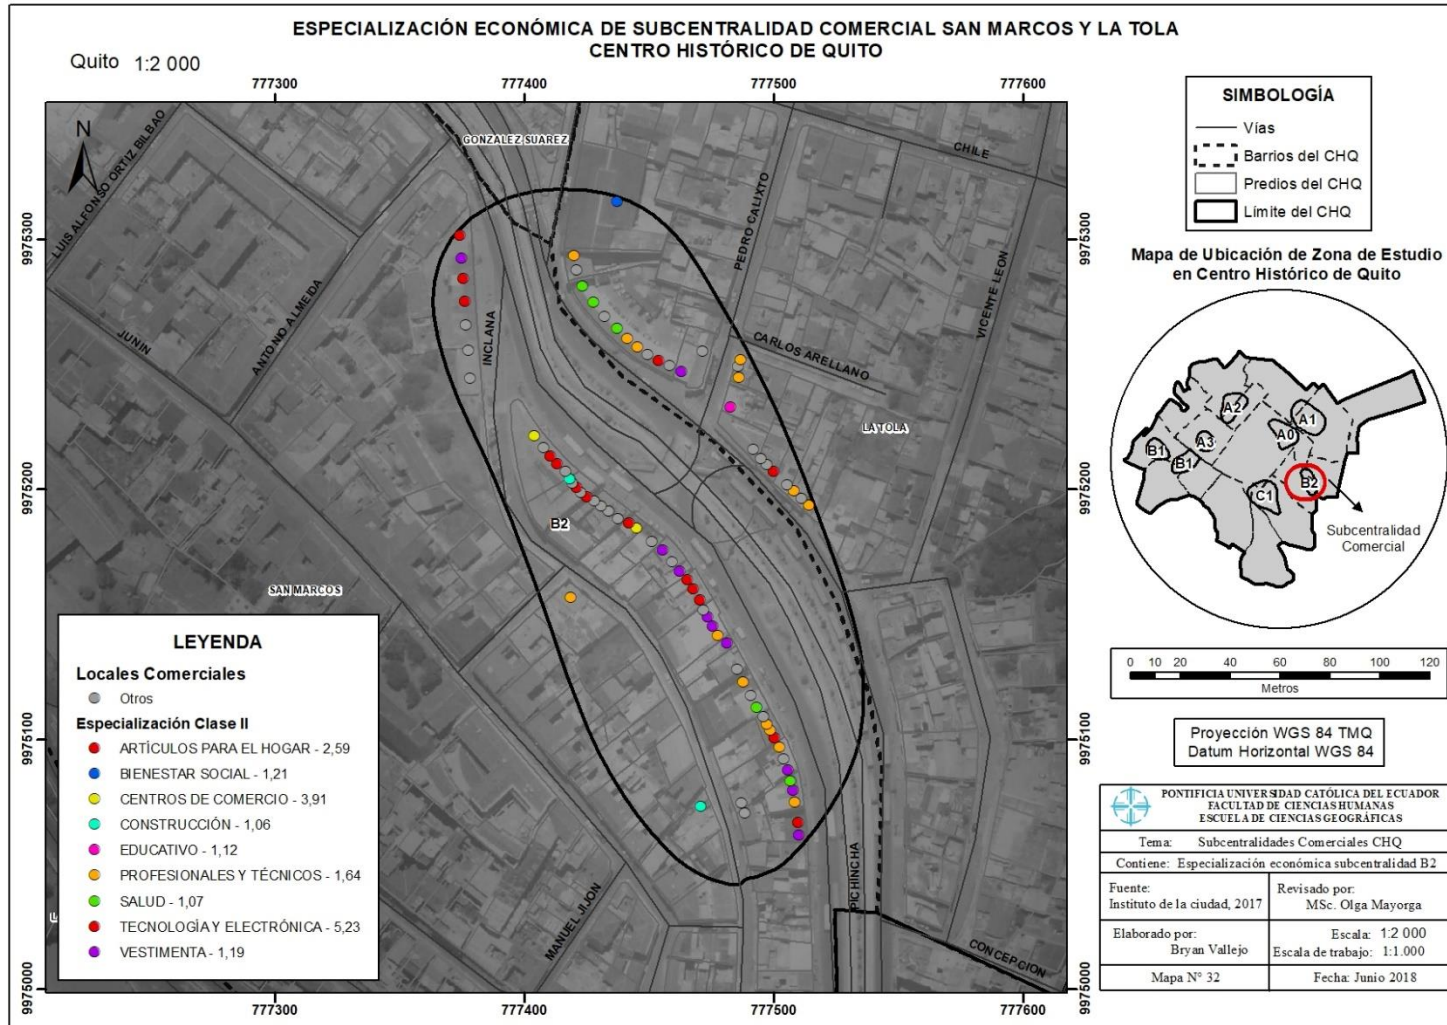 ESPECIALIZACIÓN ECONÓMICA DE SUBCENTRALIDAD COMERCIAL SAN MARCOS Y LA TOLA
CENTRO HISTÓRICO DE QUITO
Quito 1:2 000
777300
777400
777500
777600
N
GONZALEZ SUAREZ
CHILE
LUIS ALFONSO ORTIZ BILBAO
PEDRO CALIXTO
VICENTE LEON
9975300
9975300
ANTONIO ALMEIDA
JUNIN
INCLANA
CARLOS ARELLANO
LA TOLA
9975200
9975200
B2
SAN MARCOS
9975100
9975100
PICHINCHA
MANUEL JIJON
CONCEPCION
9975000
9975000
777300
777400
777500
777600
LEYENDA
Locales Comerciales
Otros
Especialización Clase II
ARTÍCULOS PARA EL HOGAR - 2,59
BIENESTAR SOCIAL - 1,21
CENTROS DE COMERCIO - 3,91
CONSTRUCCIÓN - 1,06
EDUCATIVO - 1,12
PROFESIONALES Y TÉCNICOS - 1,64
SALUD - 1,07
TECNOLOGÍA Y ELECTRÓNICA - 5,23
VESTIMENTA - 1,19
SIMBOLOGÍA
Vías
Barrios del CHQ
Predios del CHQ
Límite del CHQ
Mapa de Ubicación de Zona de Estudio
en Centro Histórico de Quito
A2
A1
A0
A3
B1
B1
B2
C1
Subcentralidad
Comercial
0 10 20 40 60 80 100 120
Metros
Proyección WGS 84 TMQ
Datum Horizontal WGS 84
PONTIFICIA UNIVERSIDAD CATÓLICA DEL ECUADOR
FACULTAD DE CIENCIAS HUMANAS
ESCUELA DE CIENCIAS GEOGRÁFICAS
Tema: Subcentralidades Comerciales CHQ
Contiene: Especialización económica subcentralidad B2
Fuente:
Instituto de la ciudad, 2017
Revisado por:
MSc. Olga Mayorga
Elaborado por:
Bryan Vallejo
Escala: 1:2 000
Escala de trabajo: 1:1.000
Mapa N° 32
Fecha: Junio 2018